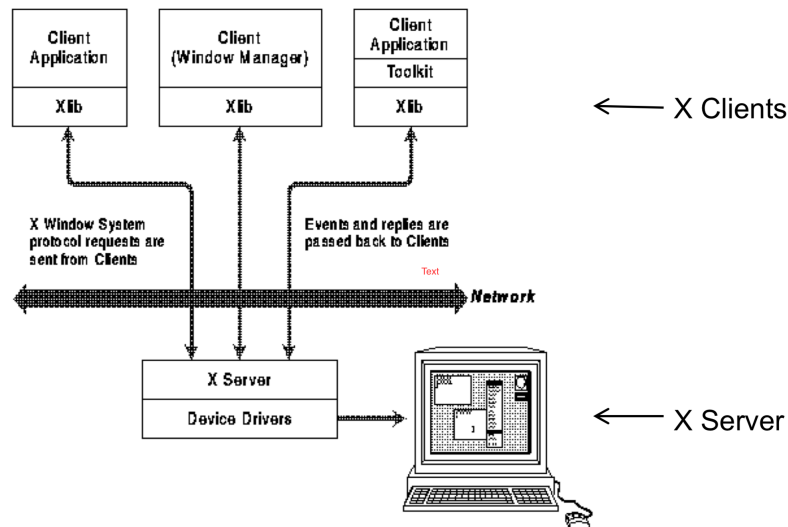 Client
Application
Xlib
Client
(Window Manager)
Xlib
Client
Application
Toolkit
Xlib
X Clients
X Window System
protocol requests are
sent from Clients
Events and replies are
passed back to Clients
Text
Network
X Server
Device Drivers
X Server